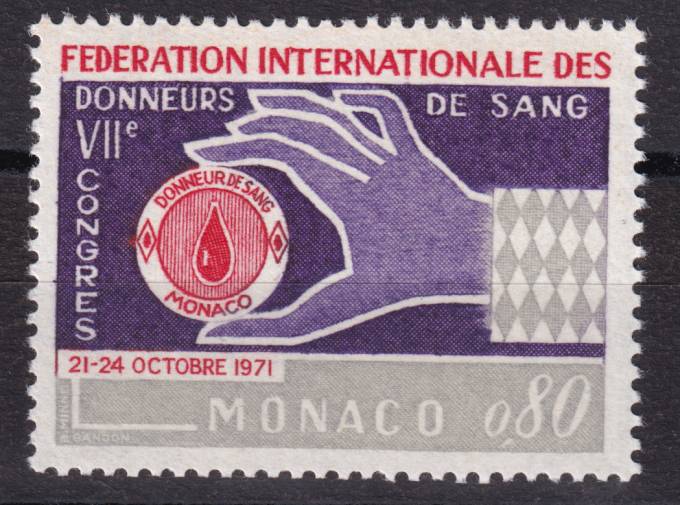 FEDERATION INTERNATIONALE DES
DONNEURS DE SANG
VIIe
CONGRES
DONNEUR DE SANG
MONACO
21-24 OCTOBRE 1971
MONACO 0,80
GANDON